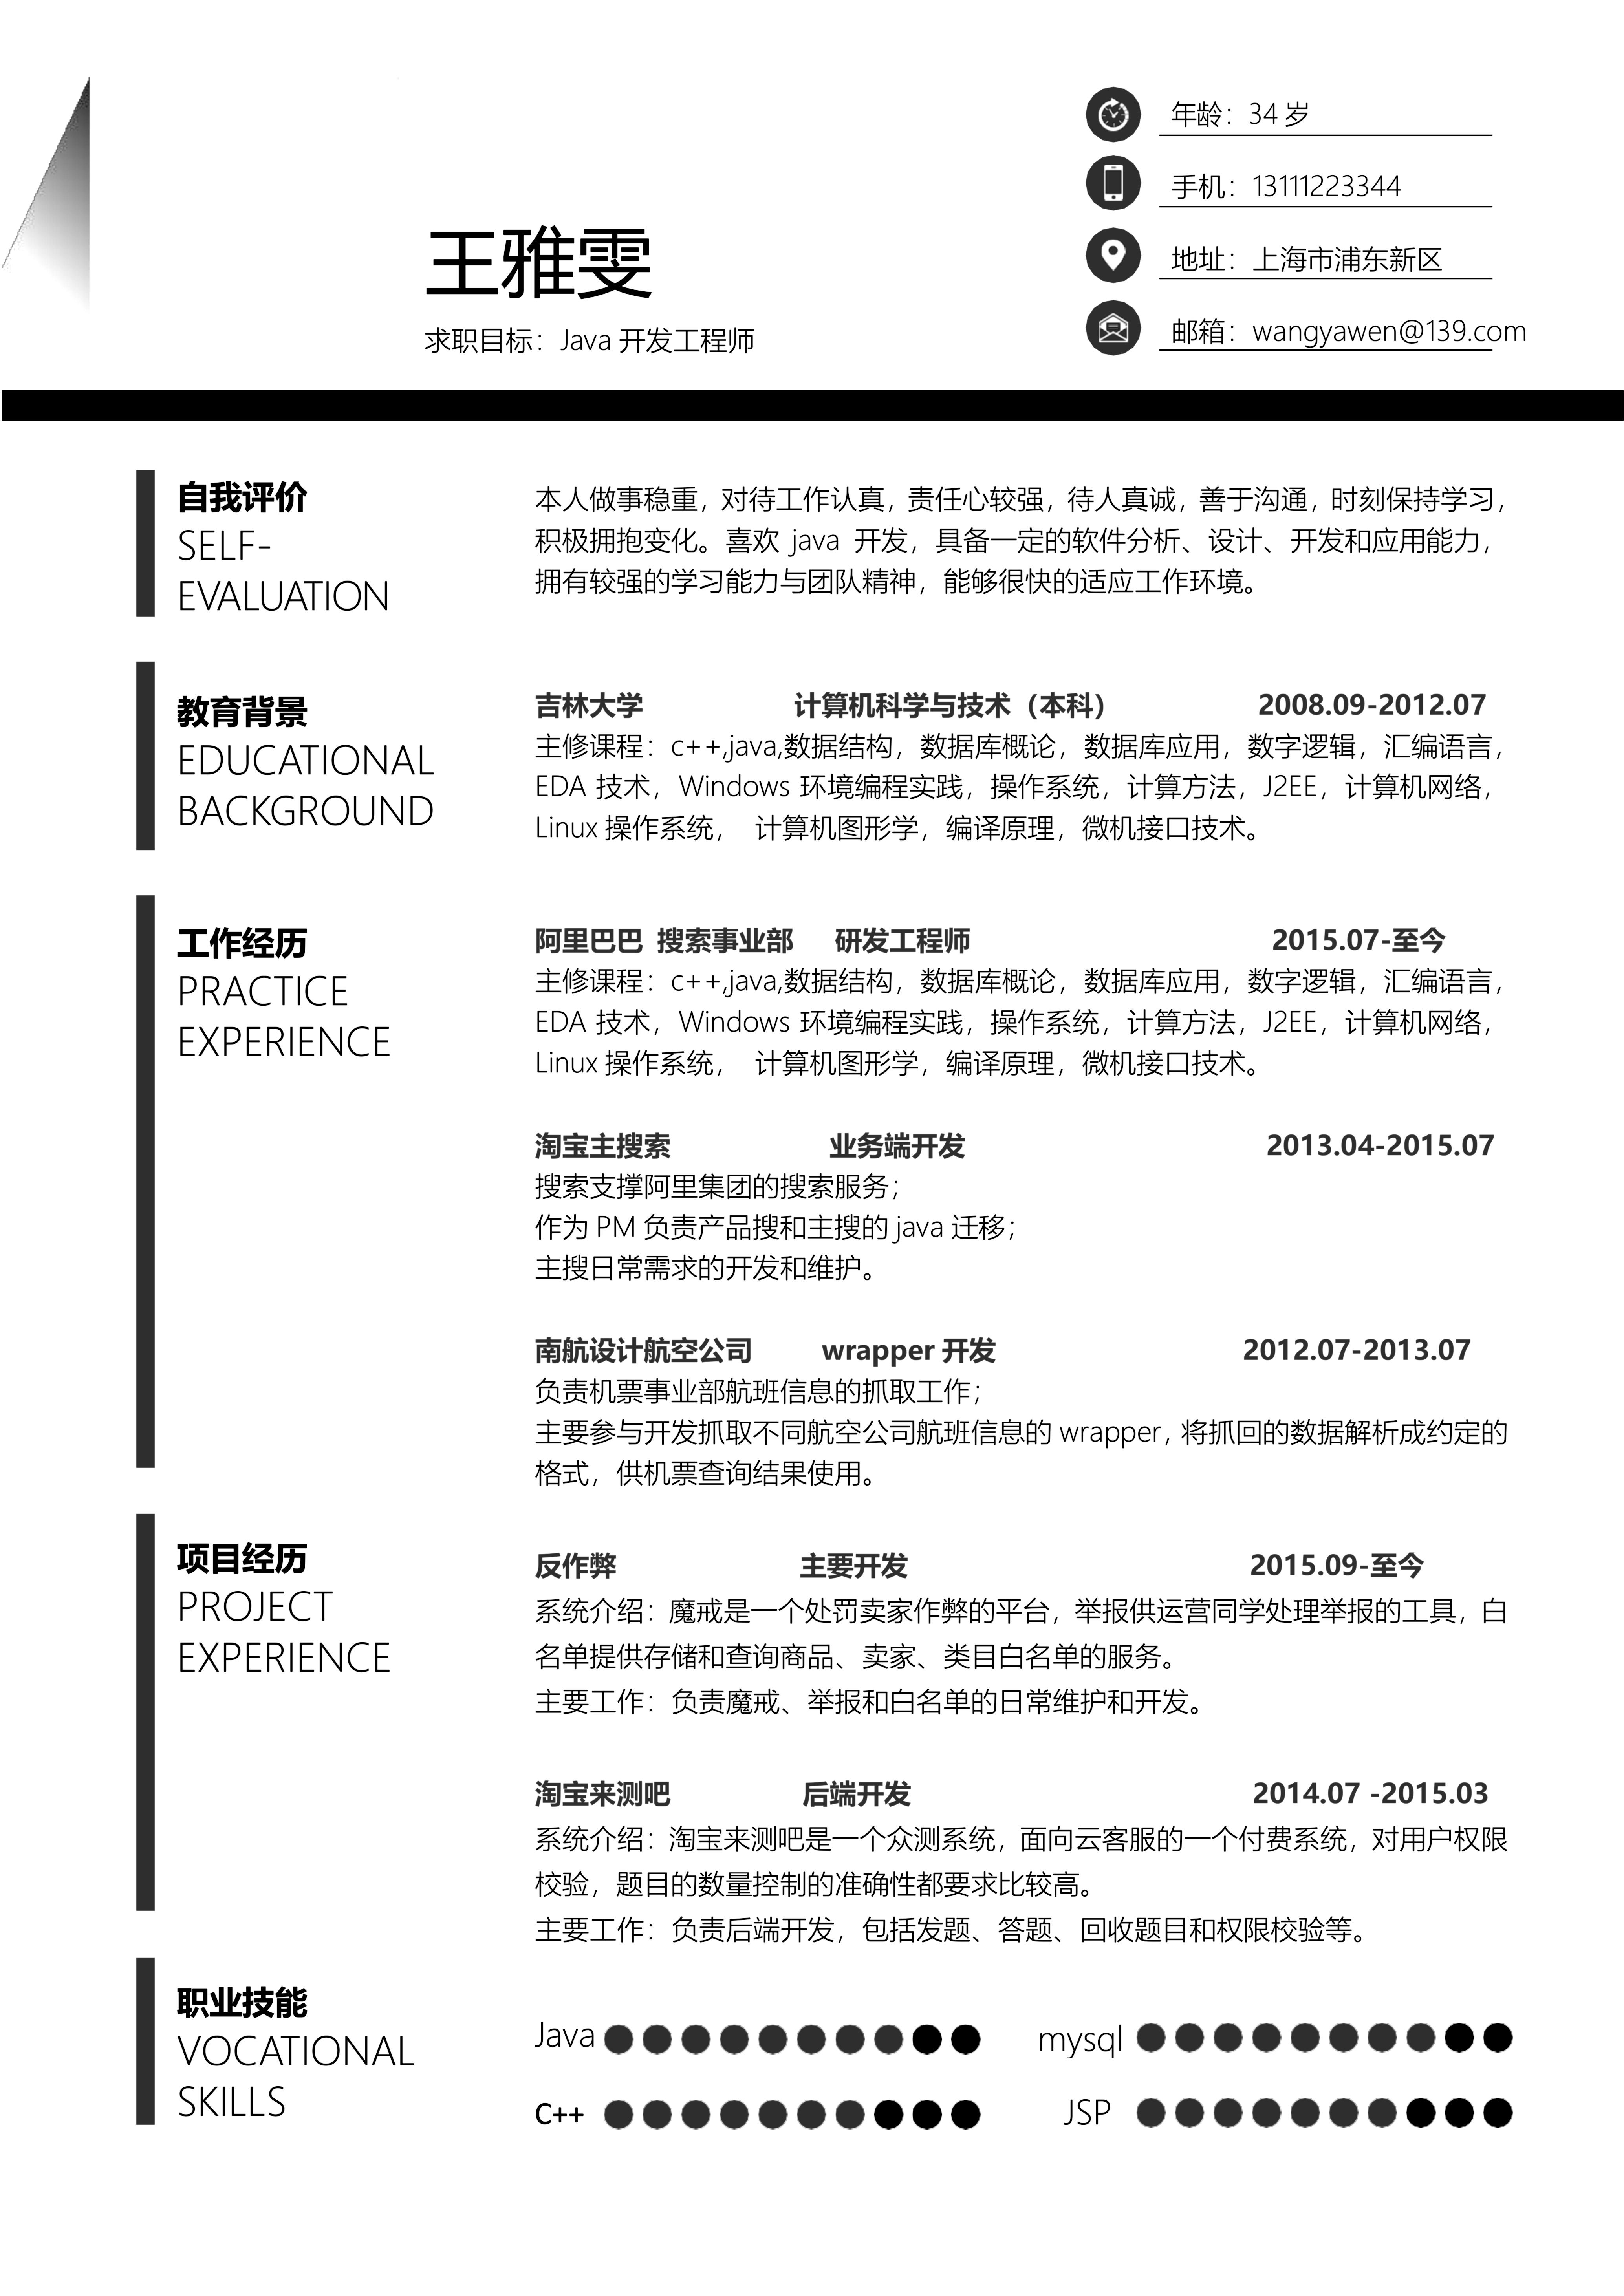 年龄：34 岁
手机：13111223344
地址：上海市浦东新区
邮箱：wangyawen@139.com
王雅雯
求职目标：Java 开发工程师
自我评价
SELF-
EVALUATION
本人做事稳重，对待工作认真，责任心较强，待人真诚，善于沟通，时刻保持学习，
积极拥抱变化。喜欢 java 开发，具备一定的软件分析、设计、开发和应用能力，
拥有较强的学习能力与团队精神，能够很快的适应工作环境。
教育背景
EDUCATIONAL
BACKGROUND
吉林大学 计算机科学与技术（本科） 2008.09-2012.07
主修课程：c++,java,数据结构，数据库概论，数据库应用，数字逻辑，汇编语言，
EDA 技术，Windows 环境编程实践，操作系统，计算方法，J2EE，计算机网络，
Linux 操作系统， 计算机图形学，编译原理，微机接口技术。
工作经历
PRACTICE
EXPERIENCE
阿里巴巴 搜索事业部 研发工程师 2015.07-至今
主修课程：c++,java,数据结构，数据库概论，数据库应用，数字逻辑，汇编语言，
EDA 技术，Windows 环境编程实践，操作系统，计算方法，J2EE，计算机网络，
Linux 操作系统， 计算机图形学，编译原理，微机接口技术。
淘宝主搜索 业务端开发 2013.04-2015.07
搜索支撑阿里集团的搜索服务；
作为 PM 负责产品搜和主搜的 java 迁移；
主搜日常需求的开发和维护。
南航设计航空公司 wrapper 开发 2012.07-2013.07
负责机票事业部航班信息的抓取工作；
主要参与开发抓取不同航空公司航班信息的 wrapper，将抓回的数据解析成约定的
格式，供机票查询结果使用。
项目经历
PROJECT
EXPERIENCE
反作弊 主要开发 2015.09-至今
系统介绍：魔戒是一个处罚卖家作弊的平台，举报供运营同学处理举报的工具，白
名单提供存储和查询商品、卖家、类目白名单的服务。
主要工作：负责魔戒、举报和白名单的日常维护和开发。
淘宝来测吧 后端开发 2014.07 -2015.03
系统介绍：淘宝来测吧是一个众测系统，面向云客服的一个付费系统，对用户权限
校验，题目的数量控制的准确性都要求比较高。
主要工作：负责后端开发，包括发题、答题、回收题目和权限校验等。
职业技能
VOCATIONAL
SKILLS
Java mysql
C++ JSP